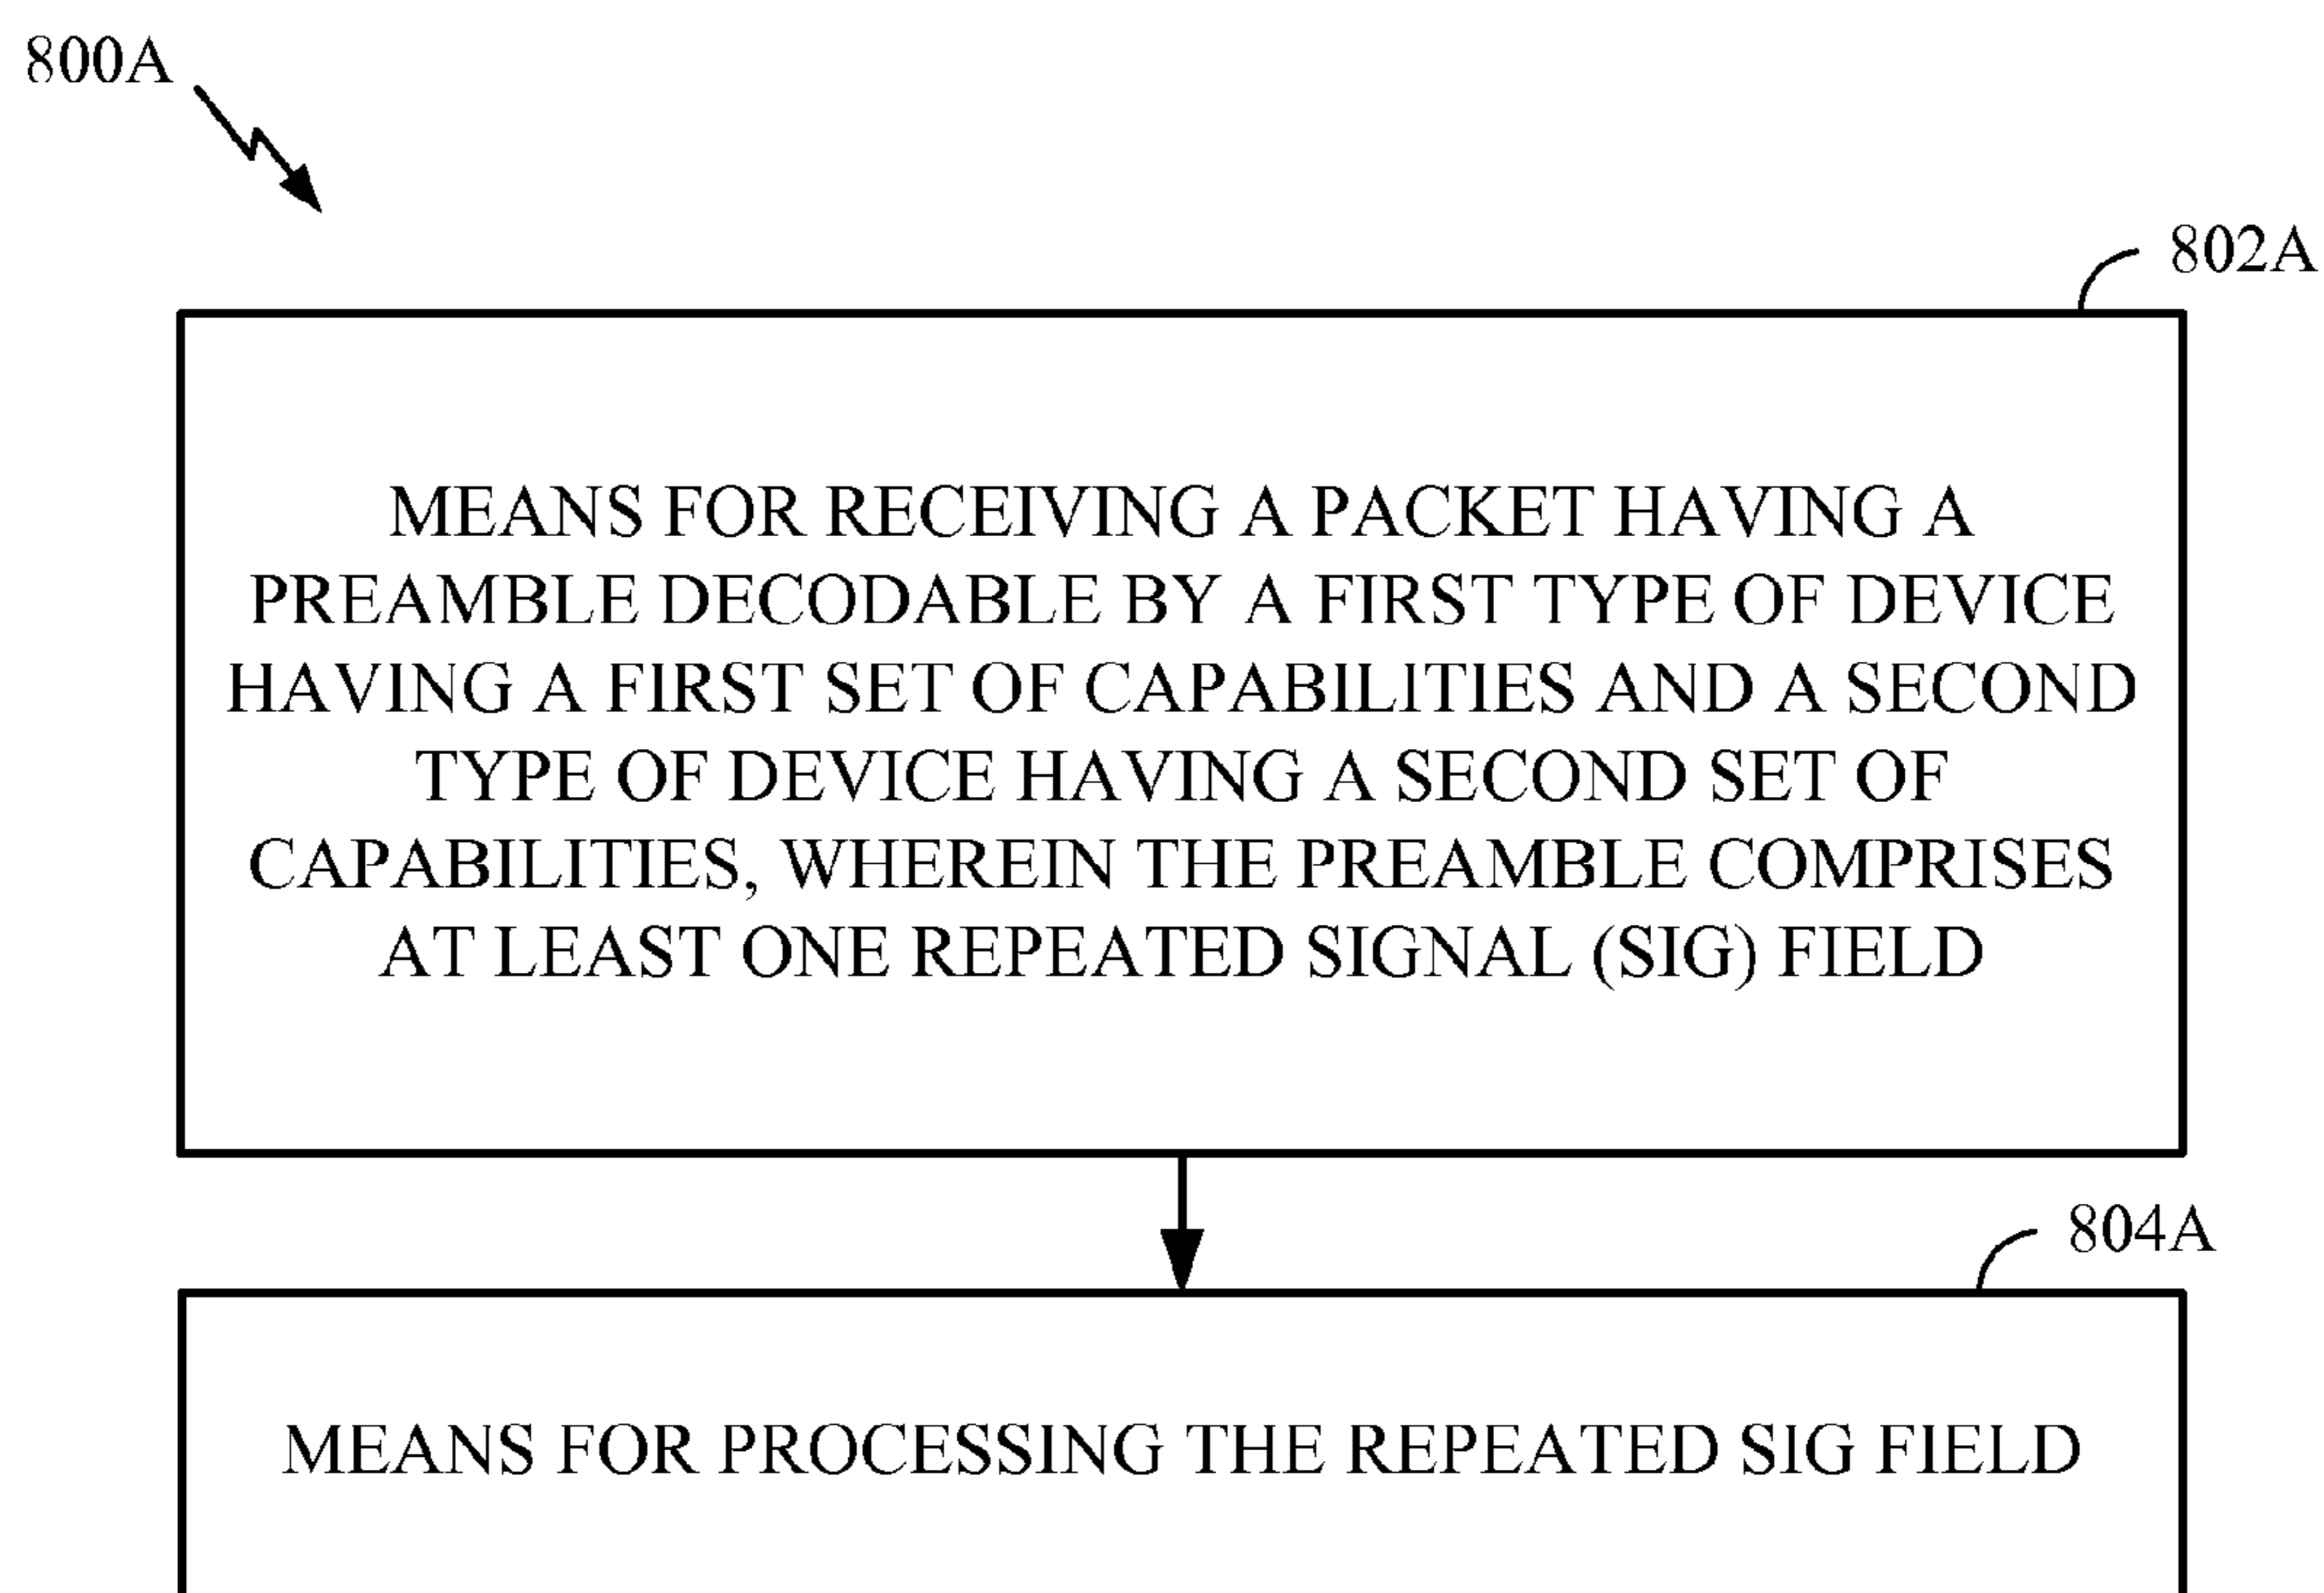 800A
802A
MEANS FOR RECEIVING A PACKET HAVING A
PREAMBLE DECODABLE BY A FIRST TYPE OF DEVICE
HAVING A FIRST SET OF CAPABILITIES AND A SECOND
TYPE OF DEVICE HAVING A SECOND SET OF
CAPABILITIES, WHEREIN THE PREAMBLE COMPRISES
AT LEAST ONE REPEATED SIGNAL (SIG) FIELD
804A
MEANS FOR PROCESSING THE REPEATED SIG FIELD